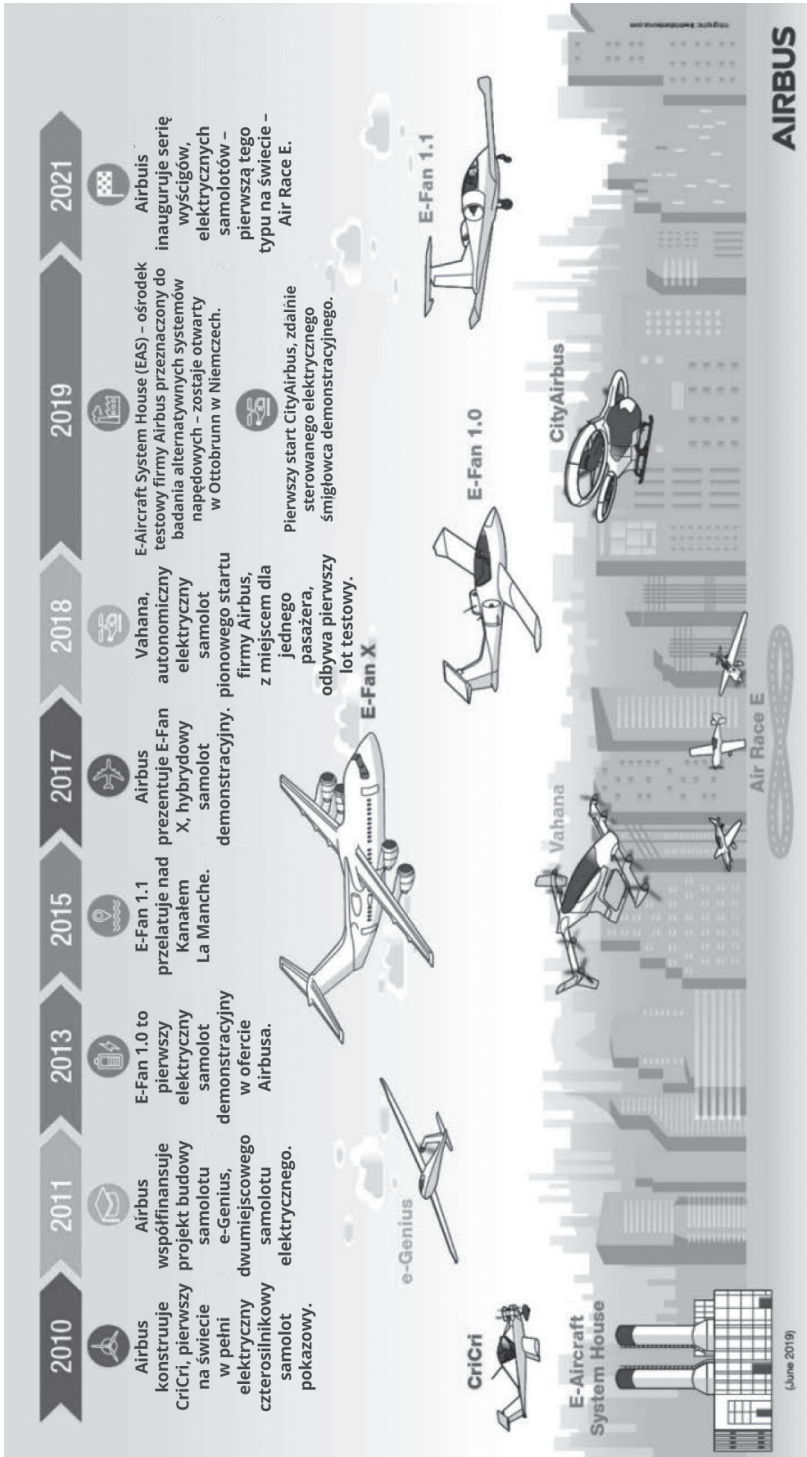 2010
Airbus
konstruuje
CriCri, pierwszy
na świecie
w pełni
elektryczny
czterosilnikowy
samolot
pokazowy.
2011
Airbus
współfinansuje
projekt budowy
samolotu
e-Genius,
dwumiejscowego
samolotu
elektrycznego.
2013
E-Fan 1.0 to
pierwszy
elektryczny
samolot
demonstracyjny
w ofercie
Airbusa.
2015
E-Fan 1.1
przelatuje nad
Kanałem
La Manche.
2017
Airbus
prezentuje E-Fan
X, hybrydowy
samolot
demonstracyjny.
2018
Vahana,
autonomiczny
elektryczny
samolot
pionowego startu
firmy Airbus,
z miejscem dla
jednego
pasażera,
odbywa pierwszy
lot testowy.
2019
E-Aircraft System House (EAS) – ośrodek
testowy firmy Airbus przeznaczony do
badania alternatywnych systemów
napędowych – zostaje otwarty
w Ottobrunn w Niemczech.
Pierwszy start CityAirbus, zdalnie
sterowanego elektrycznego
śmigłowca demonstracyjnego.
2021
Airbuis
inauguruje serię
wyścigów,
elektrycznych
samolotów –
pierwszą tego
typu na świecie –
Air Race E.
CriCri
e-Genius
E-Fan X
E-Fan 1.0
E-Fan 1.1
E-Aircraft
System House
Vahana
CityAirbus
Air Race E
(June 2019)
AIRBUS